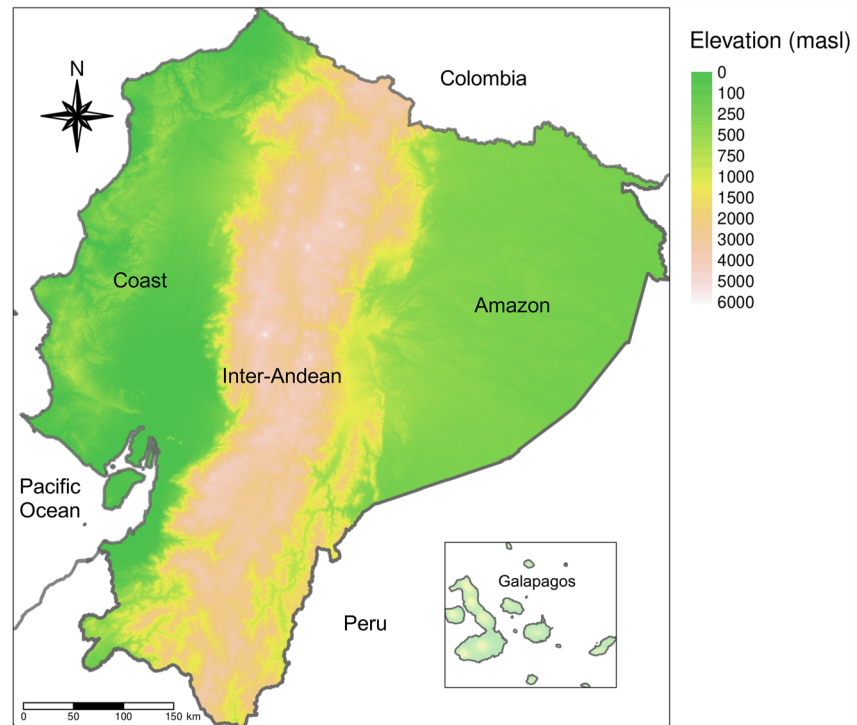 Elevation (masl)
0
100
250
500
750
1000
1500
2000
3000
4000
5000
6000
N
Colombia
Coast
Amazon
Inter-Andean
Pacific
Ocean
Galapagos
Peru
0 50 100 150 km